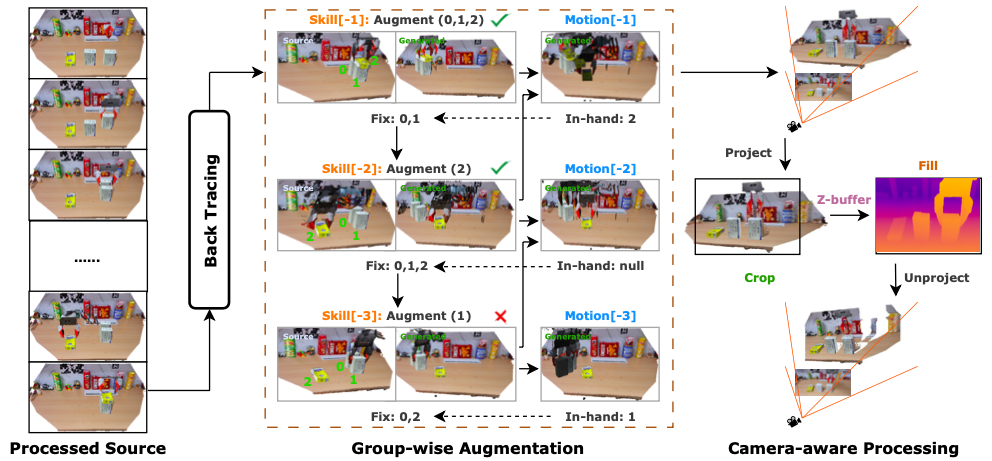 Skill[-1]: Augment (0,1,2)
Motion[-1]
Source
Generated
0
1
2
Fix: 0,1
In-hand: 2
Skill[-2]: Augment (2)
Motion[-2]
Source
Generated
0
1
2
Fix: 0,1,2
In-hand: null
Skill[-3]: Augment (1)
Motion[-3]
Source
Generated
0
1
2
Fix: 0,2
In-hand: 1
......
Back Tracing
Project
Fill
Z-buffer
Crop
Unproject
Processed Source
Group-wise Augmentation
Camera-aware Processing